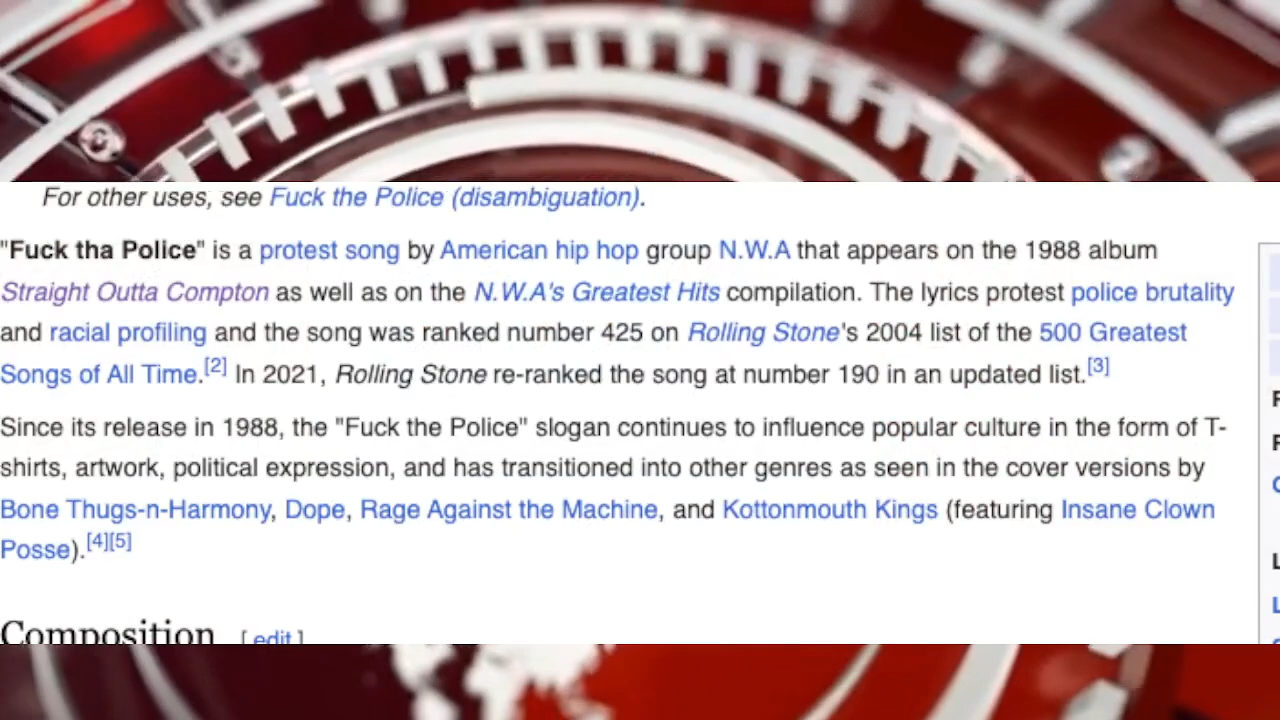 For other uses, see Fuck the Police (disambiguation).
"Fuck tha Police" is a protest song by American hip hop group N.W.A that appears on the 1988 album
Straight Outta Compton as well as on the N.W.A's Greatest Hits compilation. The lyrics protest police brutality
and racial profiling and the song was ranked number 425 on Rolling Stone's 2004 list of the 500 Greatest
Songs of All Time.[2] In 2021, Rolling Stone re-ranked the song at number 190 in an updated list.[3]
Since its release in 1988, the "Fuck the Police" slogan continues to influence popular culture in the form of T-
shirts, artwork, political expression, and has transitioned into other genres as seen in the cover versions by
Bone Thugs-n-Harmony, Dope, Rage Against the Machine, and Kottonmouth Kings (featuring Insane Clown
Posse).[4][5]
Composition [ edit ]